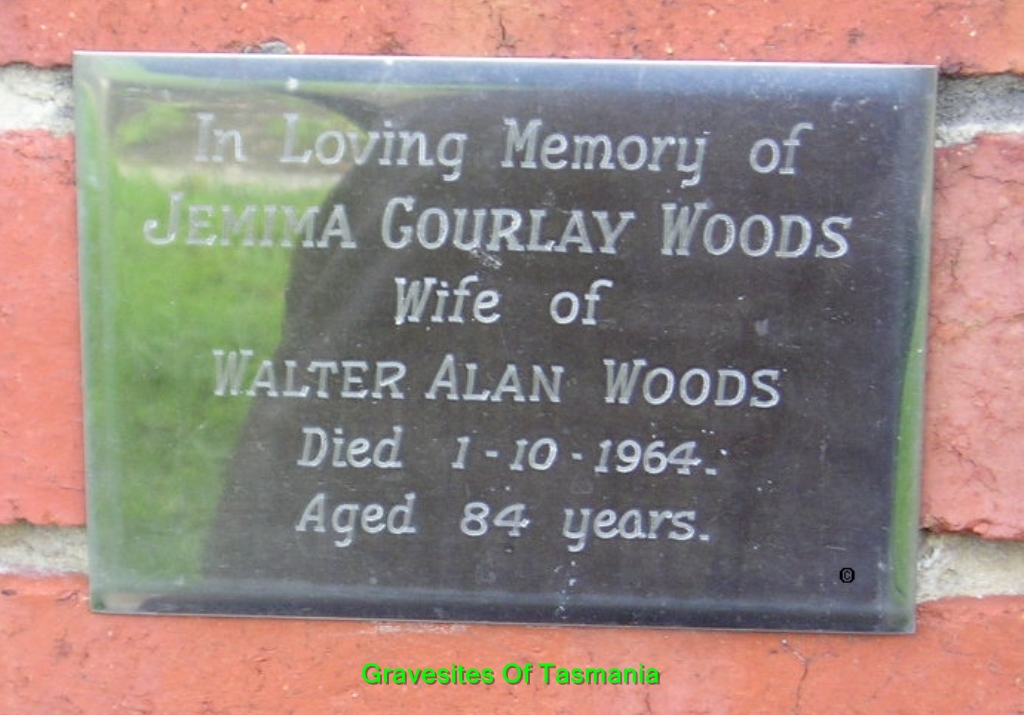 In Loving Memory of
JEMIMA GOURLAY WOODS
Wife of
WALTER ALAN WOODS
Died 1-10-1964.
Aged 84 years.
©
Gravesites Of Tasmania